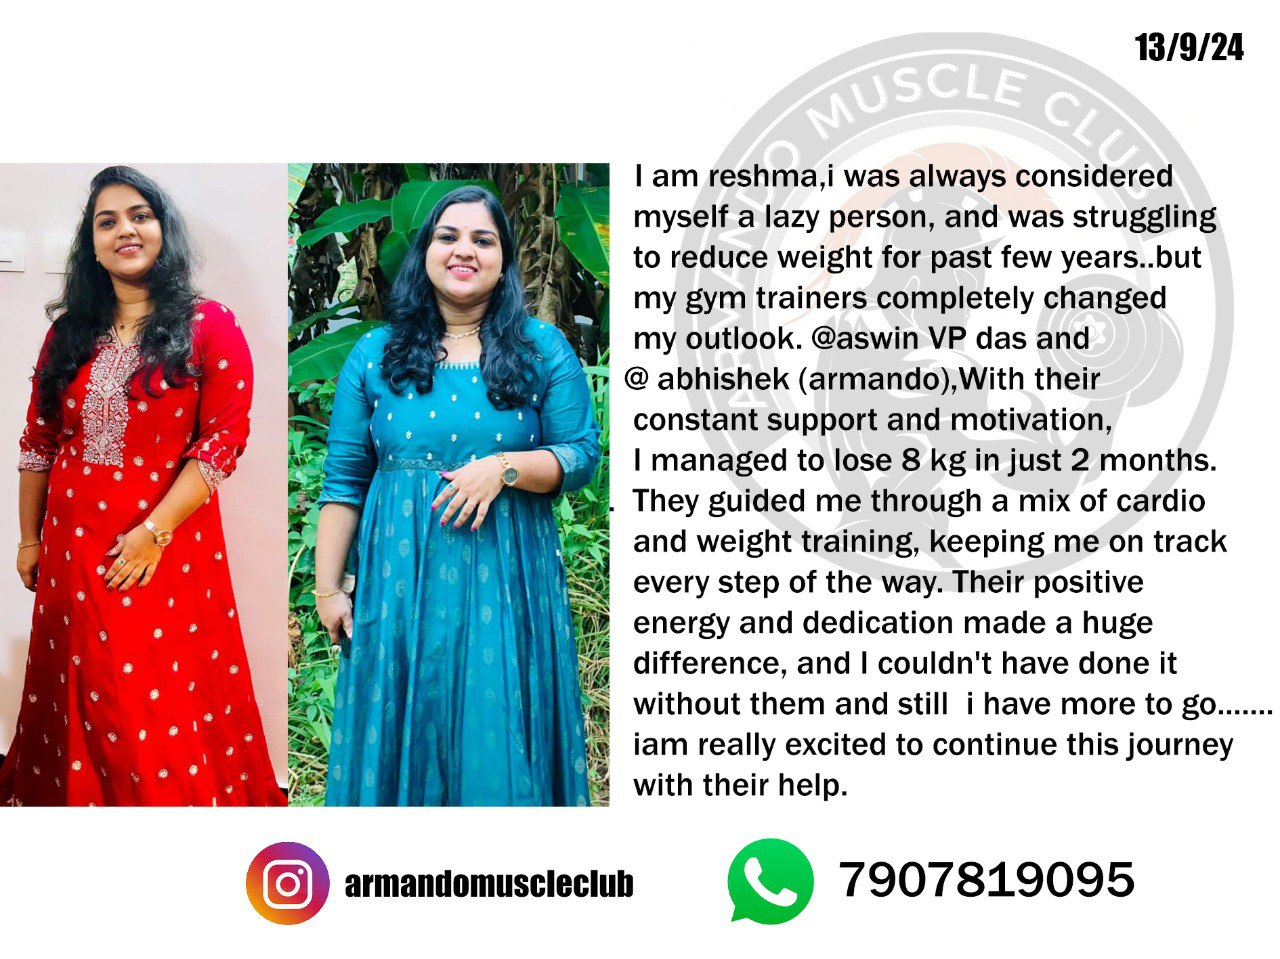 13/9/24
ARMANDO MUSCLE CLUB
I am reshma,i was always considered
myself a lazy person, and was struggling
to reduce weight for past few years..but
my gym trainers completely changed
my outlook. @aswin VP das and
@ abhishek (armando),With their
constant support and motivation,
I managed to lose 8 kg in just 2 months.
. They guided me through a mix of cardio
and weight training, keeping me on track
every step of the way. Their positive
energy and dedication made a huge
difference, and I couldn't have done it
without them and still  i have more to go.......
iam really excited to continue this journey
with their help.
armandomuscleclub
7907819095